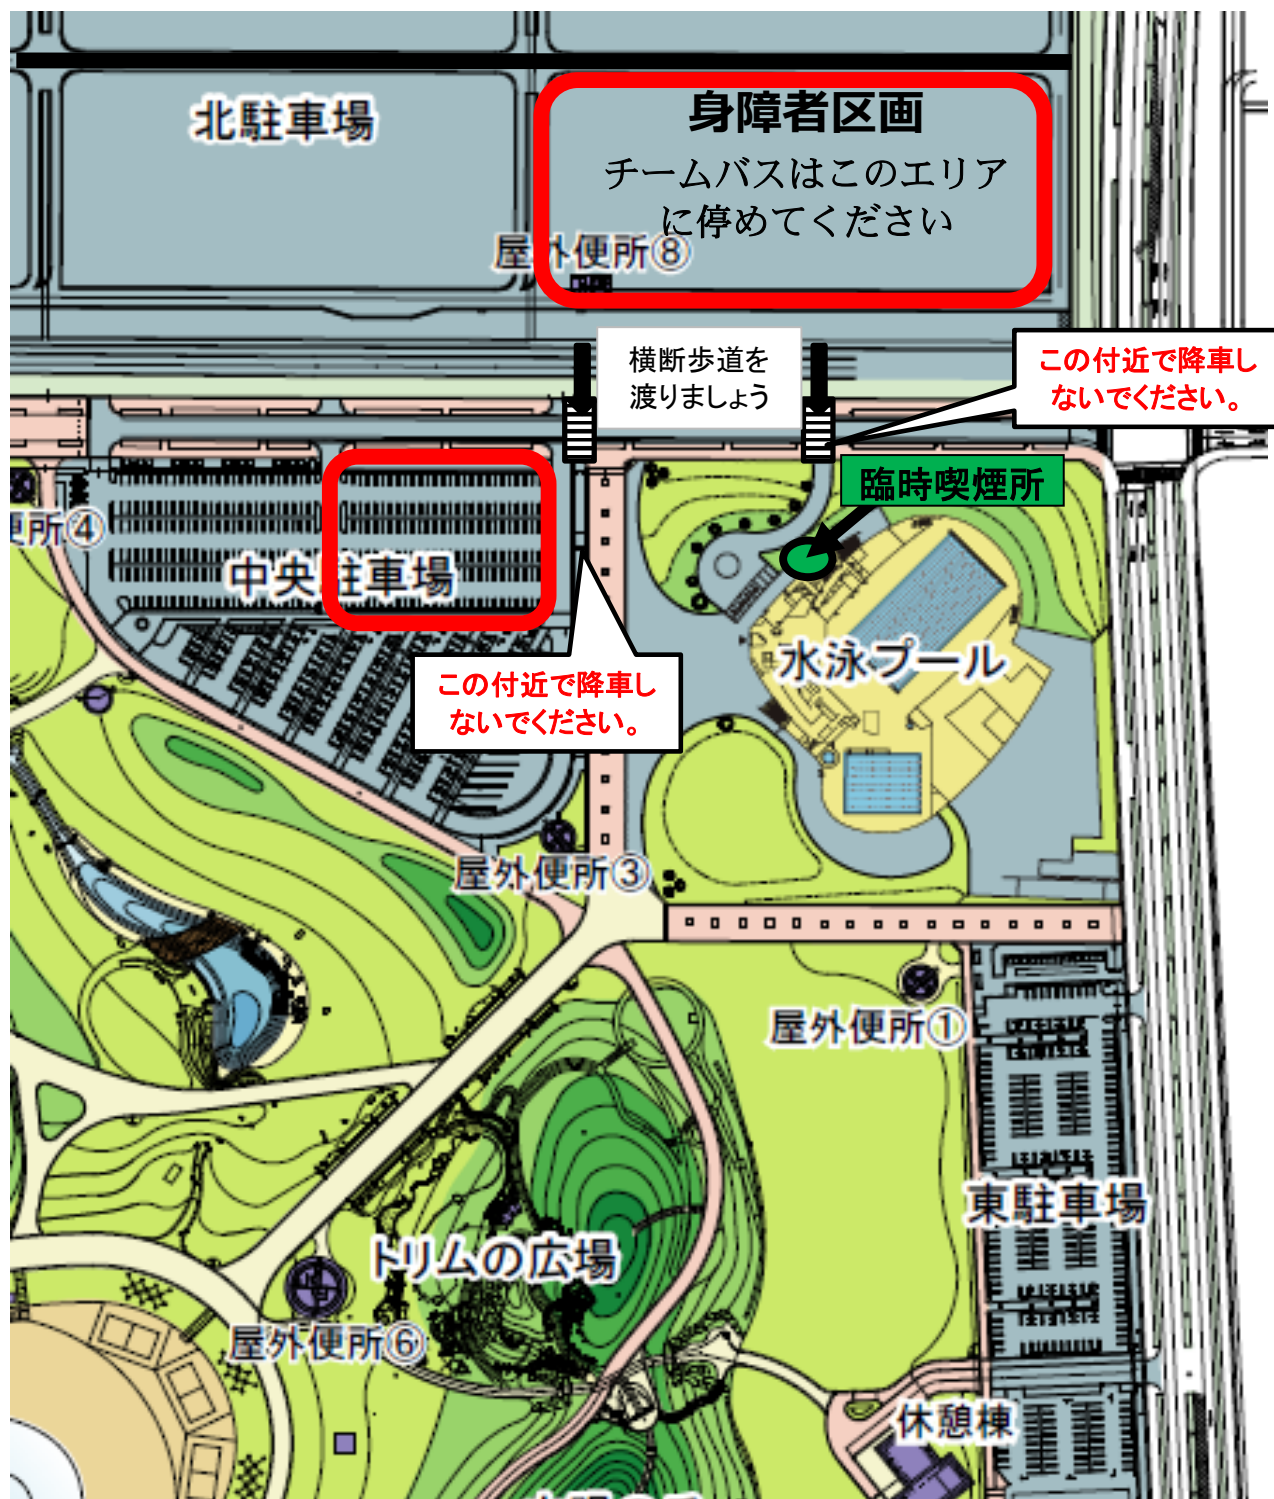 北駐車場
身障者区画
チームバスはこのエリア
に停めてください
屋外便所⑧
横断歩道を
渡りましょう
この付近で降車し
ないでください。
臨時喫煙所
便所④
中央駐車場
水泳プール
この付近で降車し
ないでください。
屋外便所③
屋外便所①
東駐車場
トリムの広場
屋外便所⑥
休憩棟